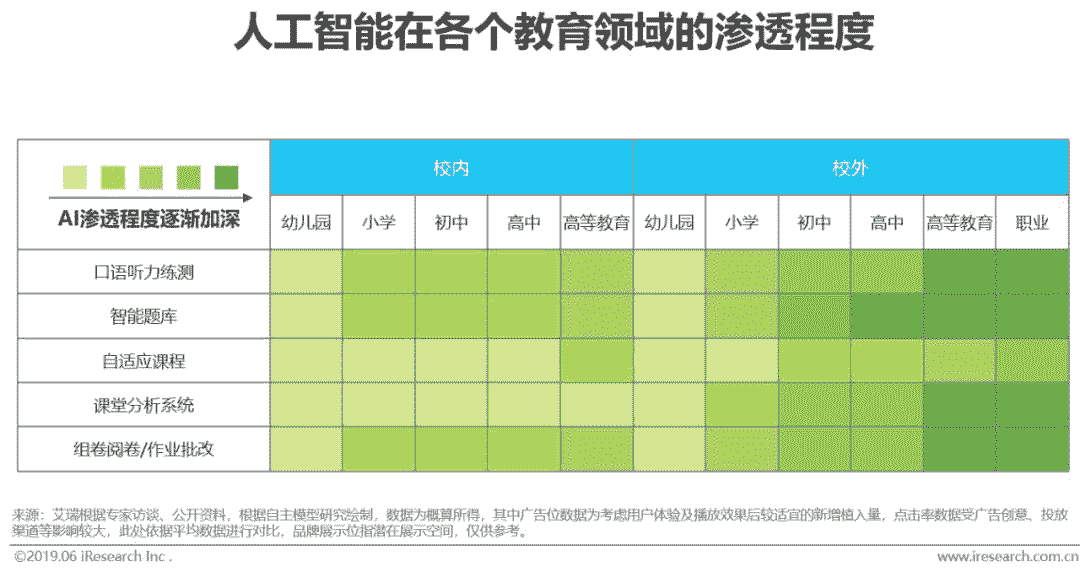 人工智能在各个教育领域的渗透程度
AI渗透程度逐渐加深
校内
校外
幼儿园
小学
初中
高中
高等教育
幼儿园
小学
初中
高中
高等教育
职业
口语听力练测
智能题库
自适应课程
课堂分析系统
组卷阅卷/作业批改
来源：艾瑞根据专家访谈、公开资料，根据自主模型研究绘制，数据为概算所得，其中广告位数据为考虑用户体验及播放效果后较适宜的新增植入量，点击率数据受广告创意、投放
渠道等影响较大，此处依据平均数据进行对比，品牌展示位指潜在展示空间，仅供参考。
©2019.06 iResearch Inc .
www.iresearch.com.cn